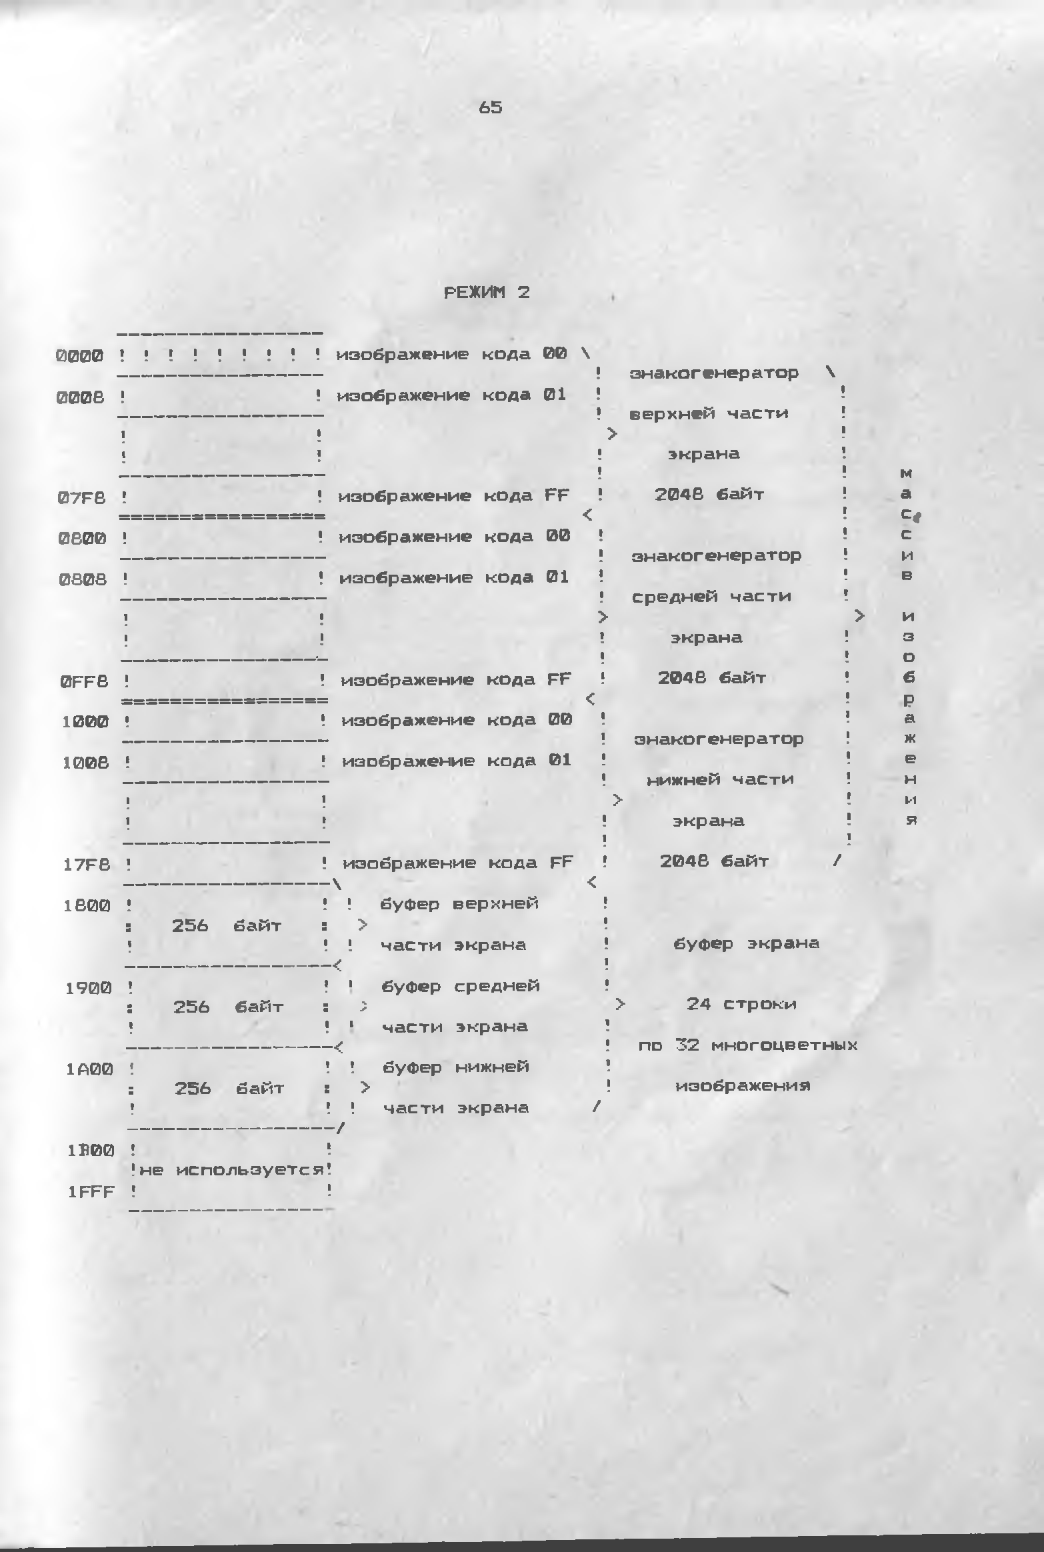 65
РЕЖИМ 2
0000 ! ! ! ! ! ! ! ! ! изображение кода 00 \
знакогенератор \
0008 ! ! изображение кода 01
верхней части
экрана
07F8 ! ! изображение кода FF ! 2048 байт !
0800 ! ! изображение кода 00 !
знакогенератор
0808 ! ! изображение кода 01 !
средней части
экрана
0FF8 ! ! изображение кода FF ! 2048 байт !
1000 ! ! изображение кода 00 !
знакогенератор
1008 ! ! изображение кода 01
нижней части
экрана
17F8 ! ! изображение кода FF ! 2048 байт /
массив изображения
1800 ! ! ! буфер верхней !
: 256 байт : >
! ! ! части экрана ! буфер экрана
1900 ! ! ! буфер средней !
: 256 байт : > > 24 строки
! ! ! части экрана !
по 32 многоцветных
1A00 ! ! ! буфер нижней !
: 256 байт : > ! изображения
! ! ! части экрана /
1B00 ! !
!не используется!
1FFF ! !